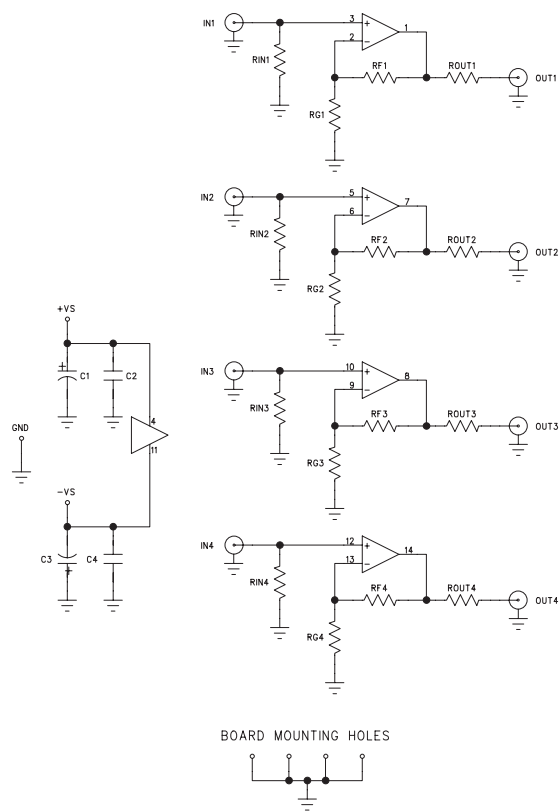 IN1
3
+
1
2
−
RIN1
RF1
ROUT1
OUT1
RG1
IN2
5
+
7
6
−
RIN2
RF2
ROUT2
OUT2
RG2
+VS
+
C1
C2
4
11
GND
−VS
C3
+
C4
IN3
10
+
8
9
−
RIN3
RF3
ROUT3
OUT3
RG3
IN4
12
+
14
13
−
RIN4
RF4
ROUT4
OUT4
RG4
BOARD MOUNTING HOLES